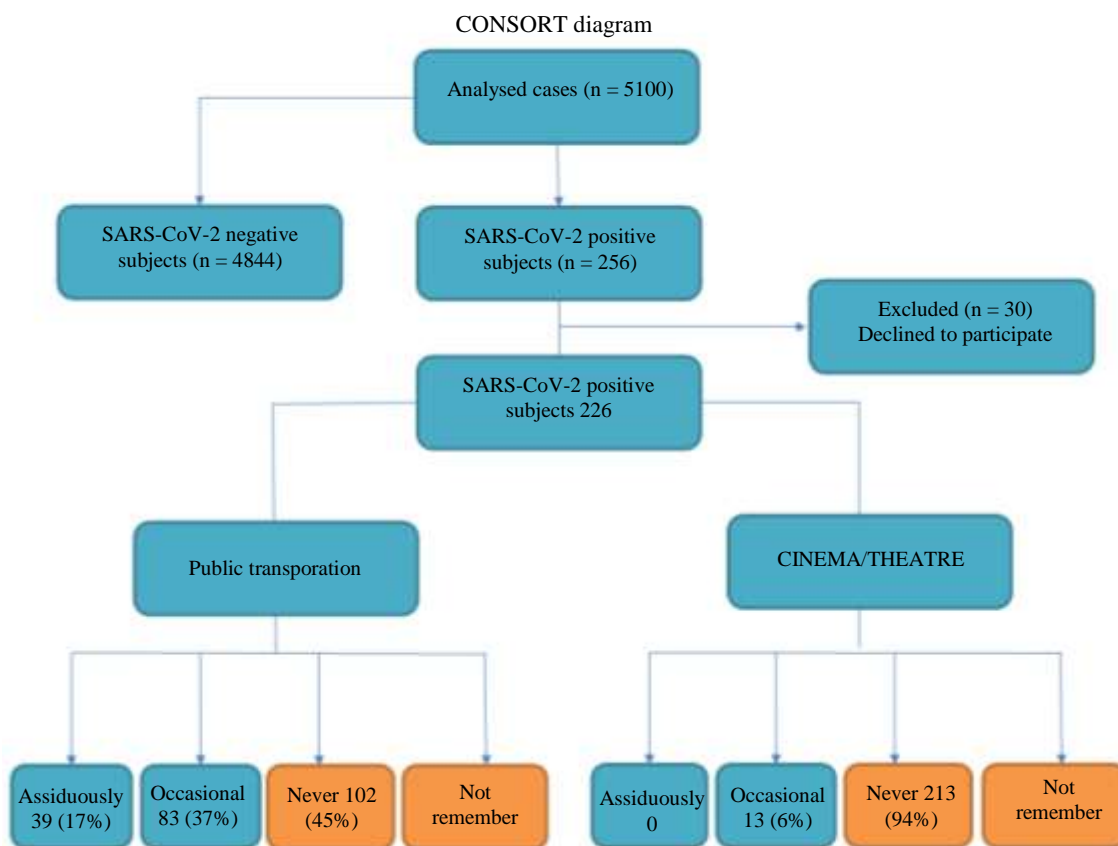 CONSORT diagram
Analysed cases (n = 5100)
SARS-CoV-2 negative
subjects (n = 4844)
SARS-CoV-2 positive
subjects (n = 256)
Excluded (n = 30)
Declined to participate
SARS-CoV-2 positive
subjects 226
Public transporation
CINEMA/THEATRE
Assiduously
39 (17%)
Occasional
83 (37%)
Never 102
(45%)
Not
remember
Assiduously
0
Occasional
13 (6%)
Never 213
(94%)
Not
remember